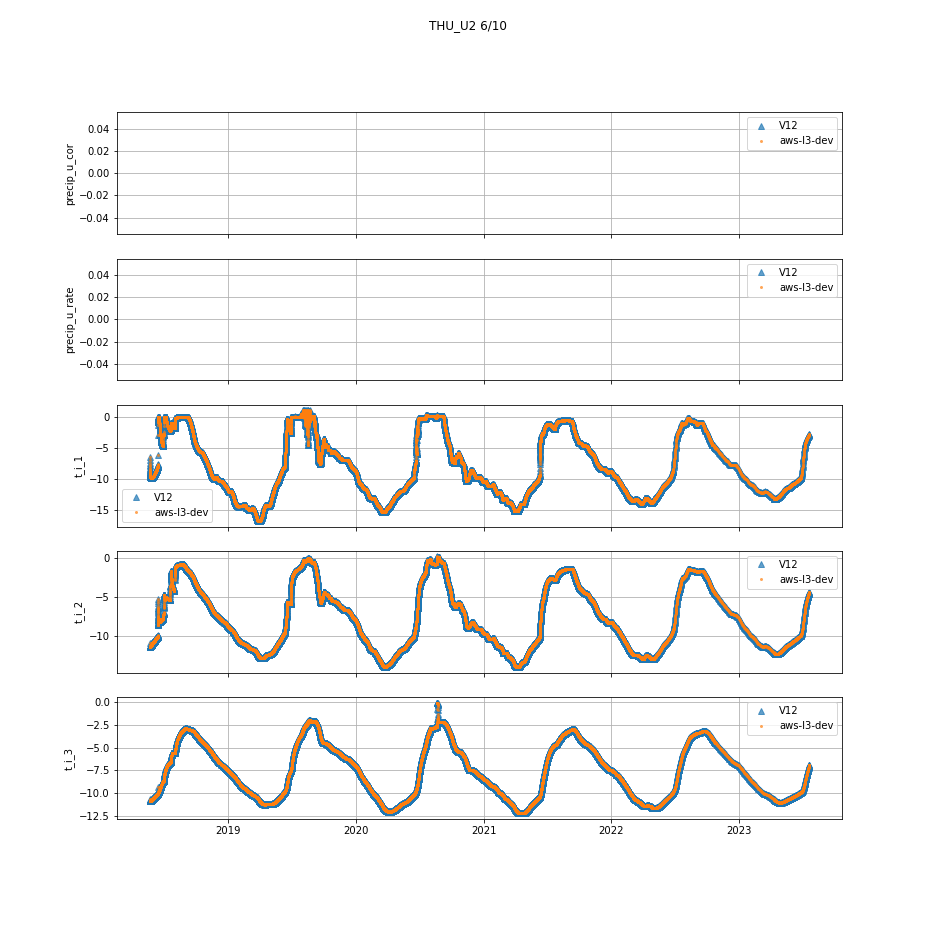 THU_U2 6/10
precip_u_cor
0.04
0.02
0.00
−0.02
−0.04
V12
aws-l3-dev
precip_u_rate
0.04
0.02
0.00
−0.02
−0.04
V12
aws-l3-dev
t_i_1
0
−5
−10
−15
V12
aws-l3-dev
t_i_2
0
−5
−10
V12
aws-l3-dev
t_i_3
0.0
−2.5
−5.0
−7.5
−10.0
−12.5
V12
aws-l3-dev
2019 2020 2021 2022 2023